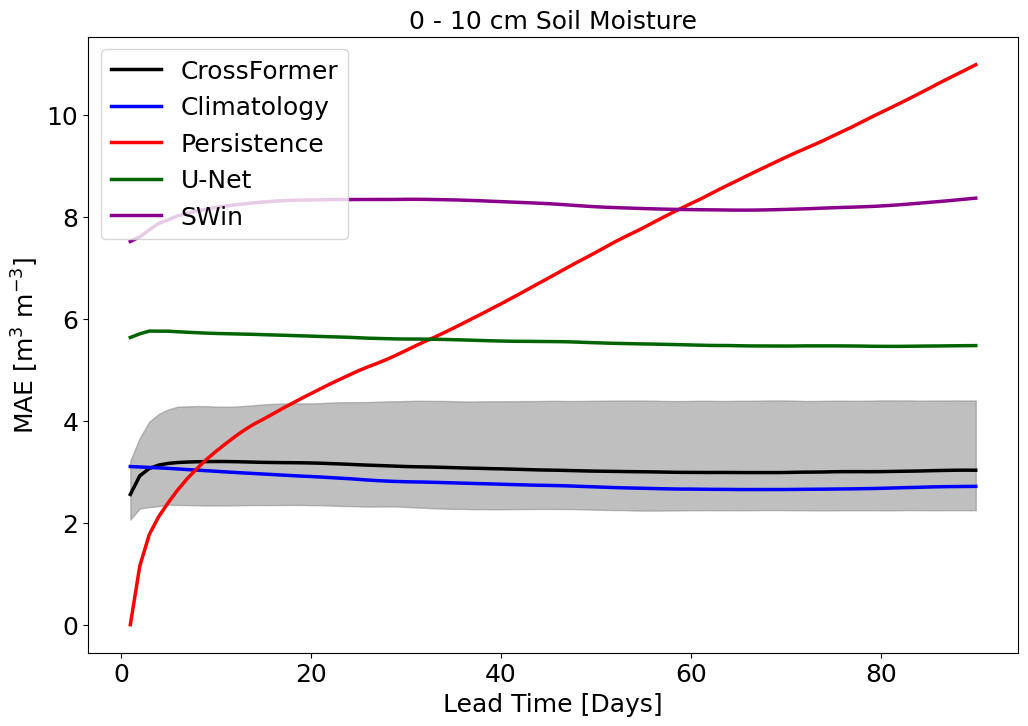 0 - 10 cm Soil Moisture
CrossFormer
Climatology
Persistence
U-Net
SWin
MAE [m³ m⁻³]
10
8
6
4
2
0
0 20 40 60 80
Lead Time [Days]